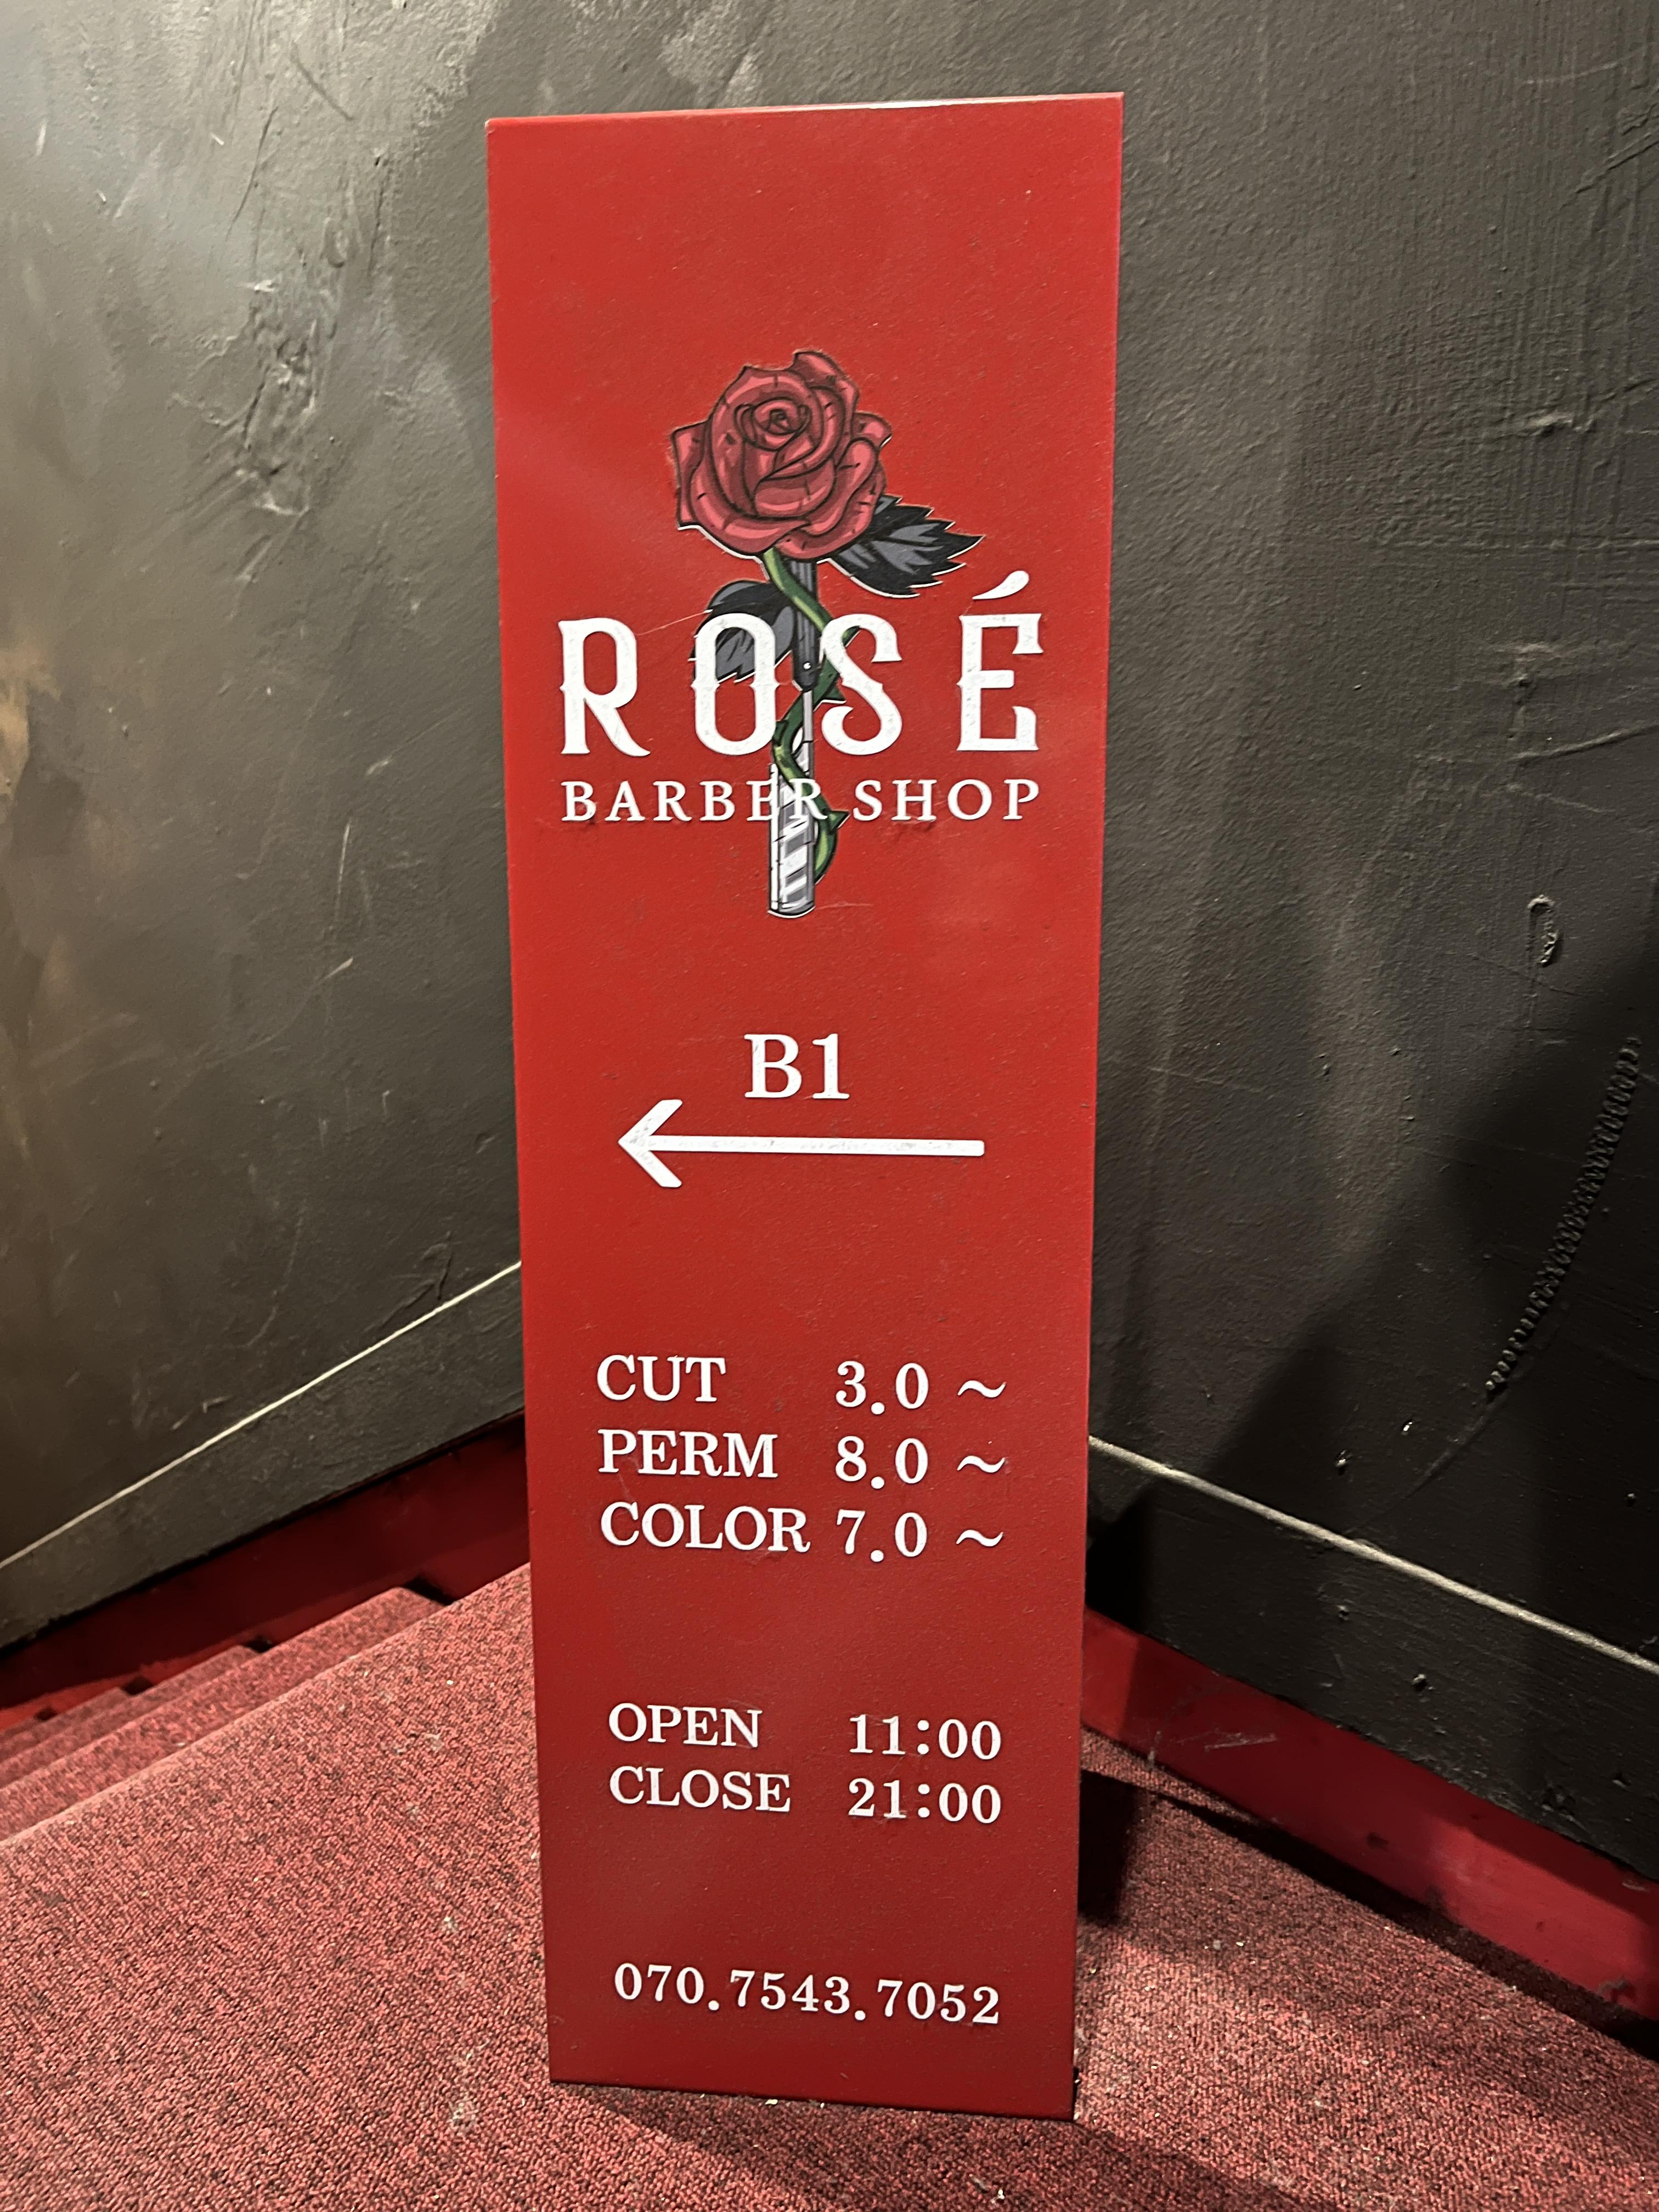 ROSÉ
BARBER SHOP
B1
CUT 3.0 ~
PERM 8.0 ~
COLOR 7.0 ~
OPEN 11:00
CLOSE 21:00
070.7543.7052